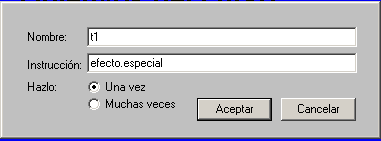 Nombre: t1
Instrucción: efecto.especial
Hazlo: Una vez
Muchas veces
Aceptar Cancelar